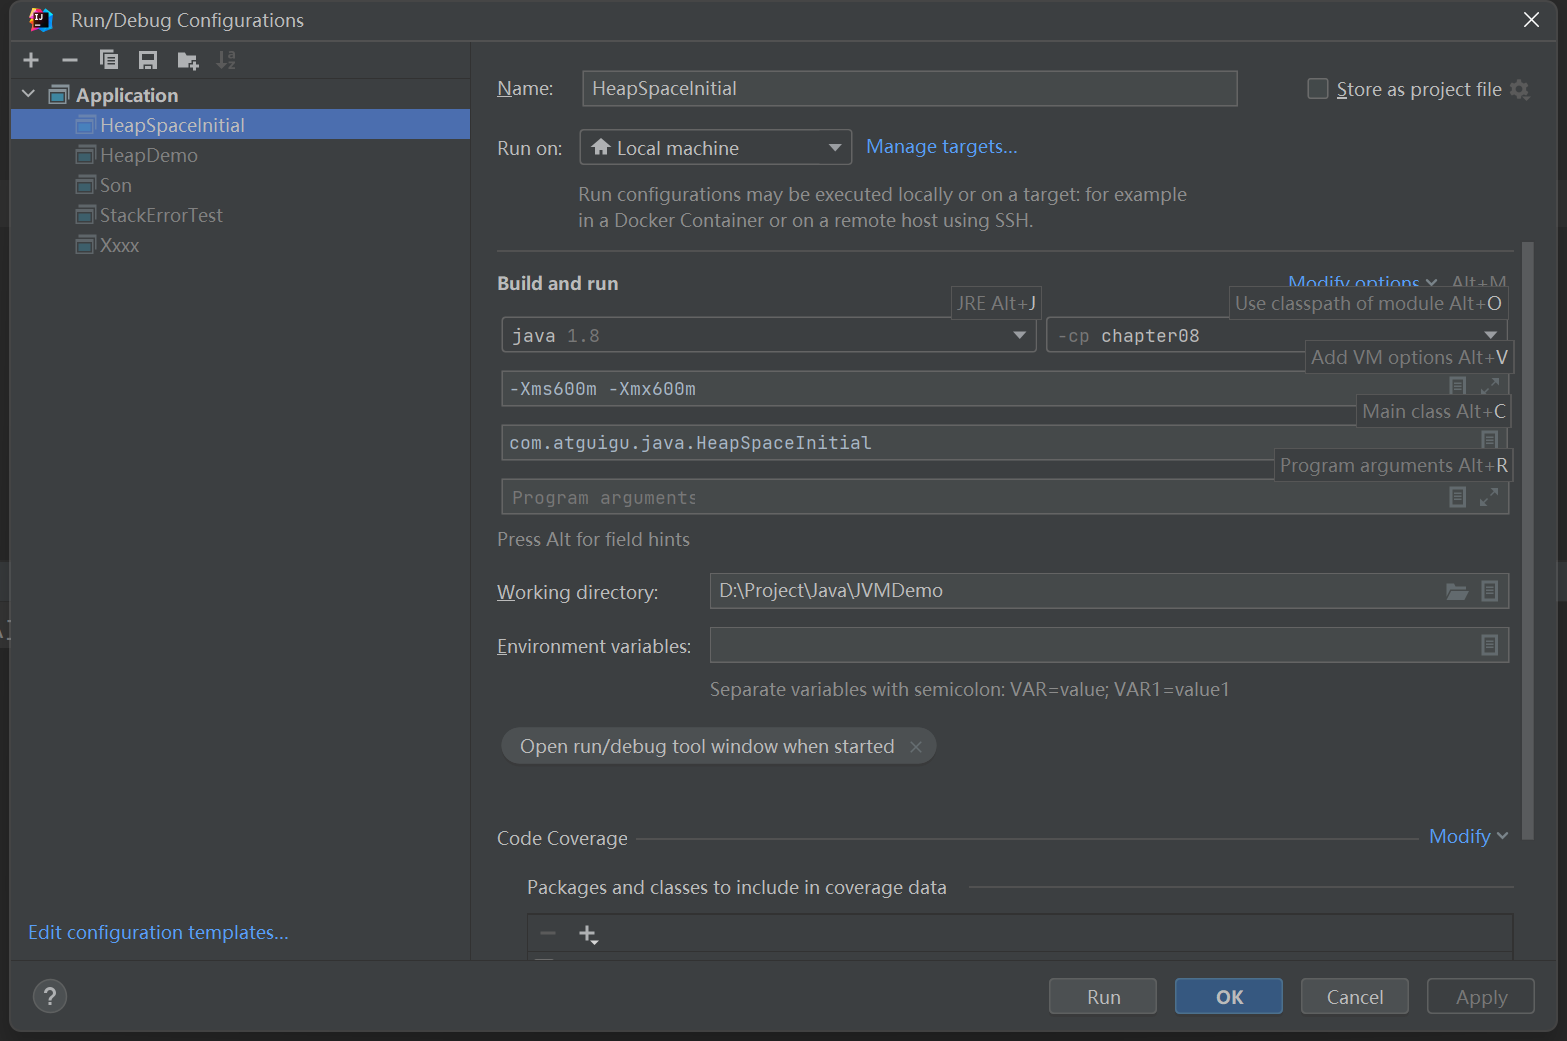 Run/Debug Configurations
Application
HeapSpaceInitial
HeapDemo
Son
StackErrorTest
Xxxx
Edit configuration templates...
Name:
HeapSpaceInitial
Store as project file
Run on:
Local machine
Manage targets...
Run configurations may be executed locally or on a target: for example
in a Docker Container or on a remote host using SSH.
Build and run
Modify options Alt+M
JRE Alt+J
Use classpath of module Alt+O
java 1.8
-cp chapter08
Add VM options Alt+V
-Xms600m -Xmx600m
Main class Alt+C
com.atguigu.java.HeapSpaceInitial
Program arguments Alt+R
Program arguments
Press Alt for field hints
Working directory:
D:\Project\Java\JVMDemo
Environment variables:
Separate variables with semicolon: VAR=value; VAR1=value1
Open run/debug tool window when started
Code Coverage
Modify
Packages and classes to include in coverage data
?
Run
OK
Cancel
Apply